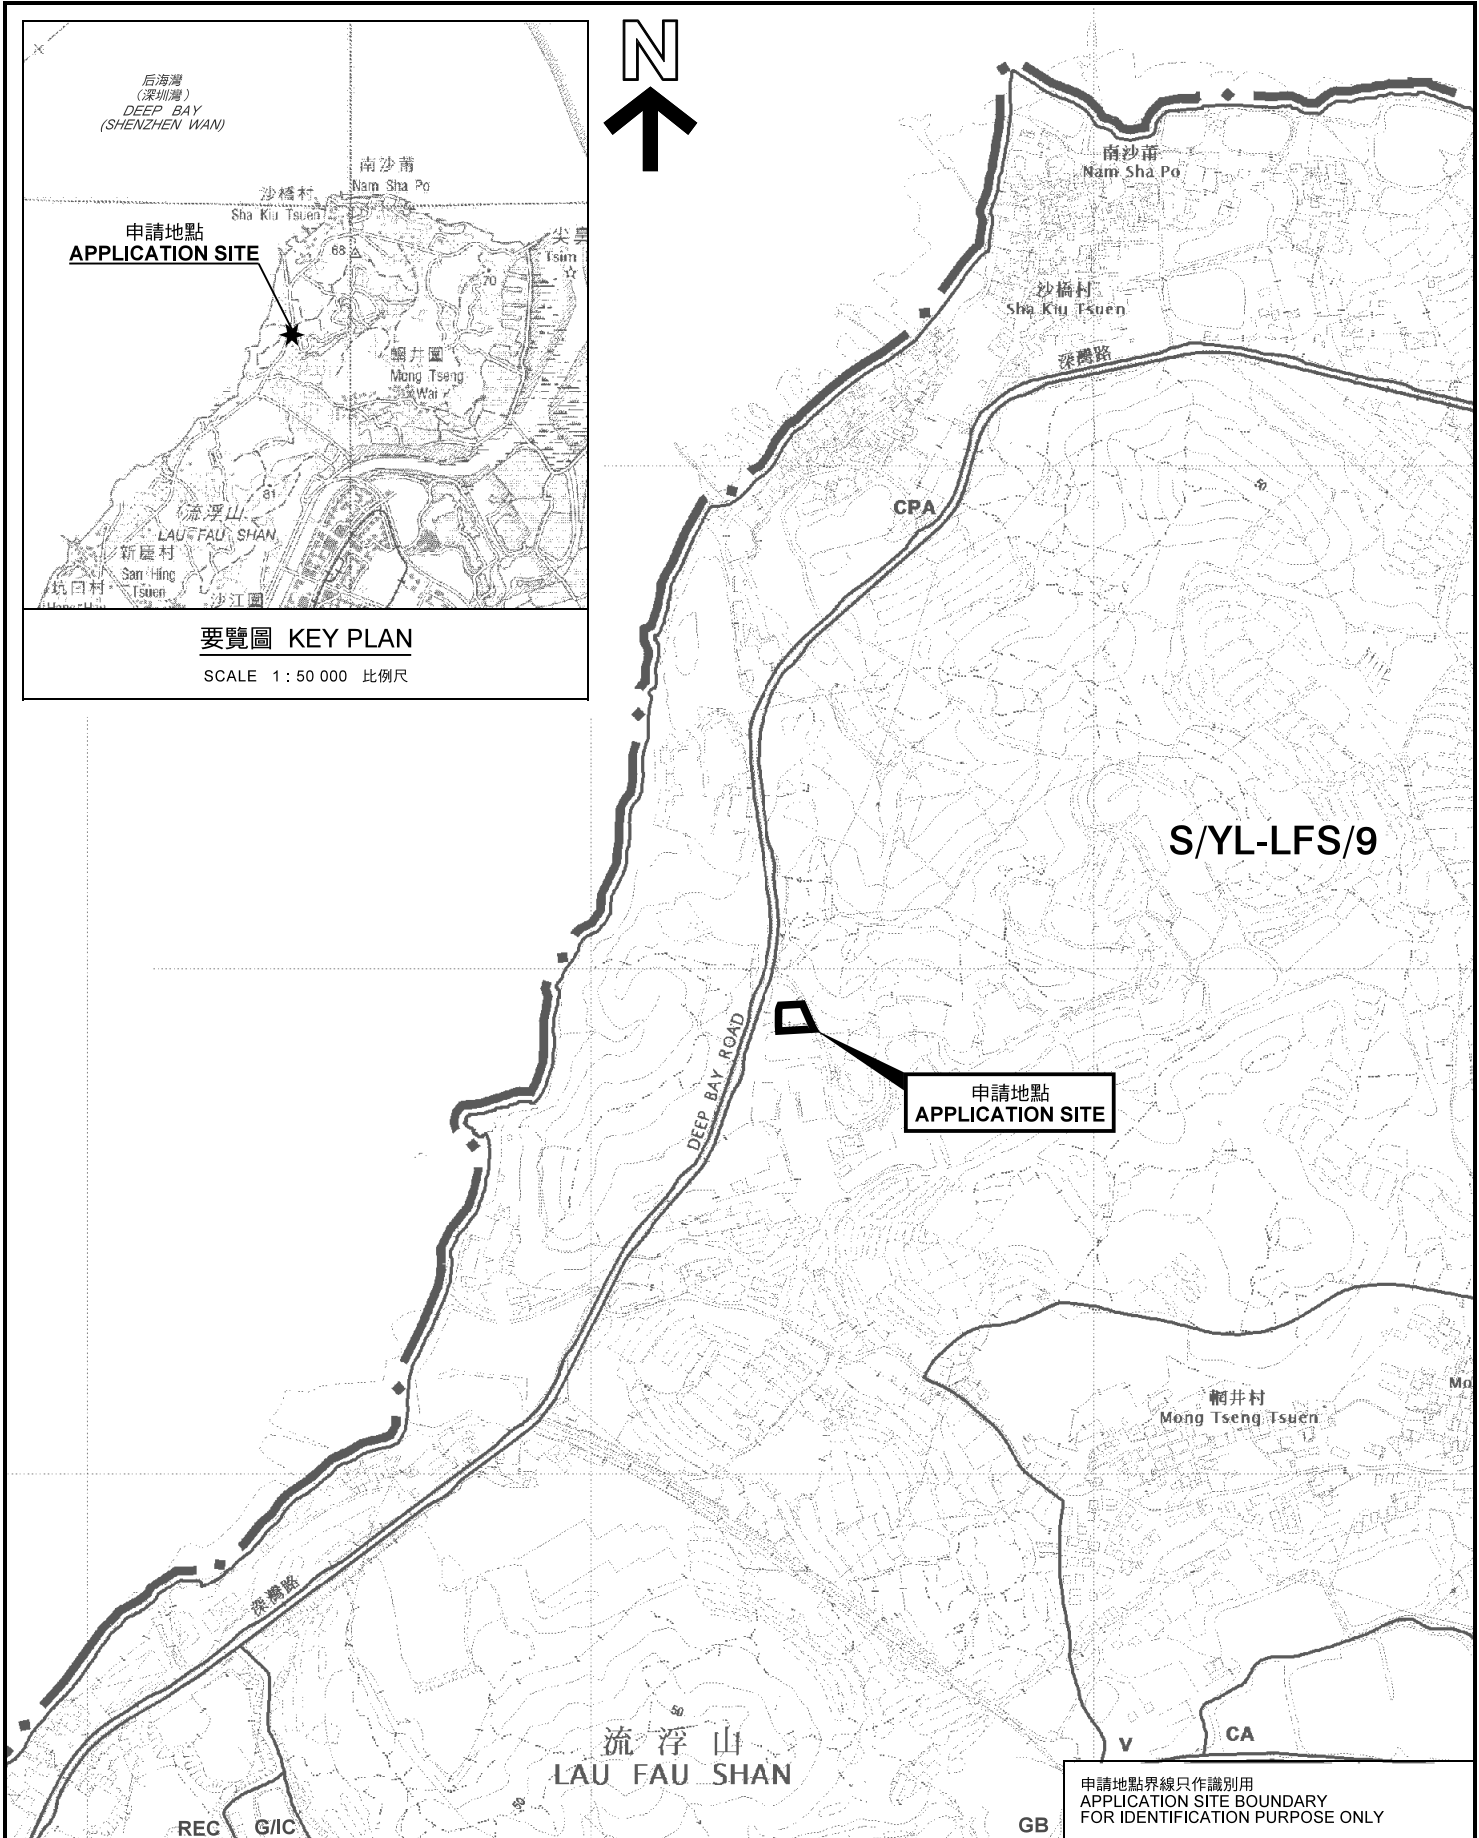 后海灣
(深圳灣)
DEEP BAY
(SHENZHEN WAN)
南沙莆
Nam Sha Po
沙橋村
Sha Kiu Tsuen
申請地點
APPLICATION SITE
68
70
尖鼻
Tsim
輞井圍
Mong Tseng
Wai
81
流浮山
LAU FAU SHAN
新慶村
San Hing
Tsuen
坑口村
沙江圍
要覽圖 KEY PLAN
SCALE 1 : 50 000 比例尺
N
南沙莆
Nam Sha Po
沙橋村
Sha Kiu Tsuen
深灣路
50
CPA
S/YL-LFS/9
DEEP BAY ROAD
申請地點
APPLICATION SITE
輞井村
Mong Tseng Tsuen
Mo
深灣路
50
流浮山
LAU FAU SHAN
50
V
CA
REC
G/IC
GB
申請地點界線只作識別用
APPLICATION SITE BOUNDARY
FOR IDENTIFICATION PURPOSE ONLY